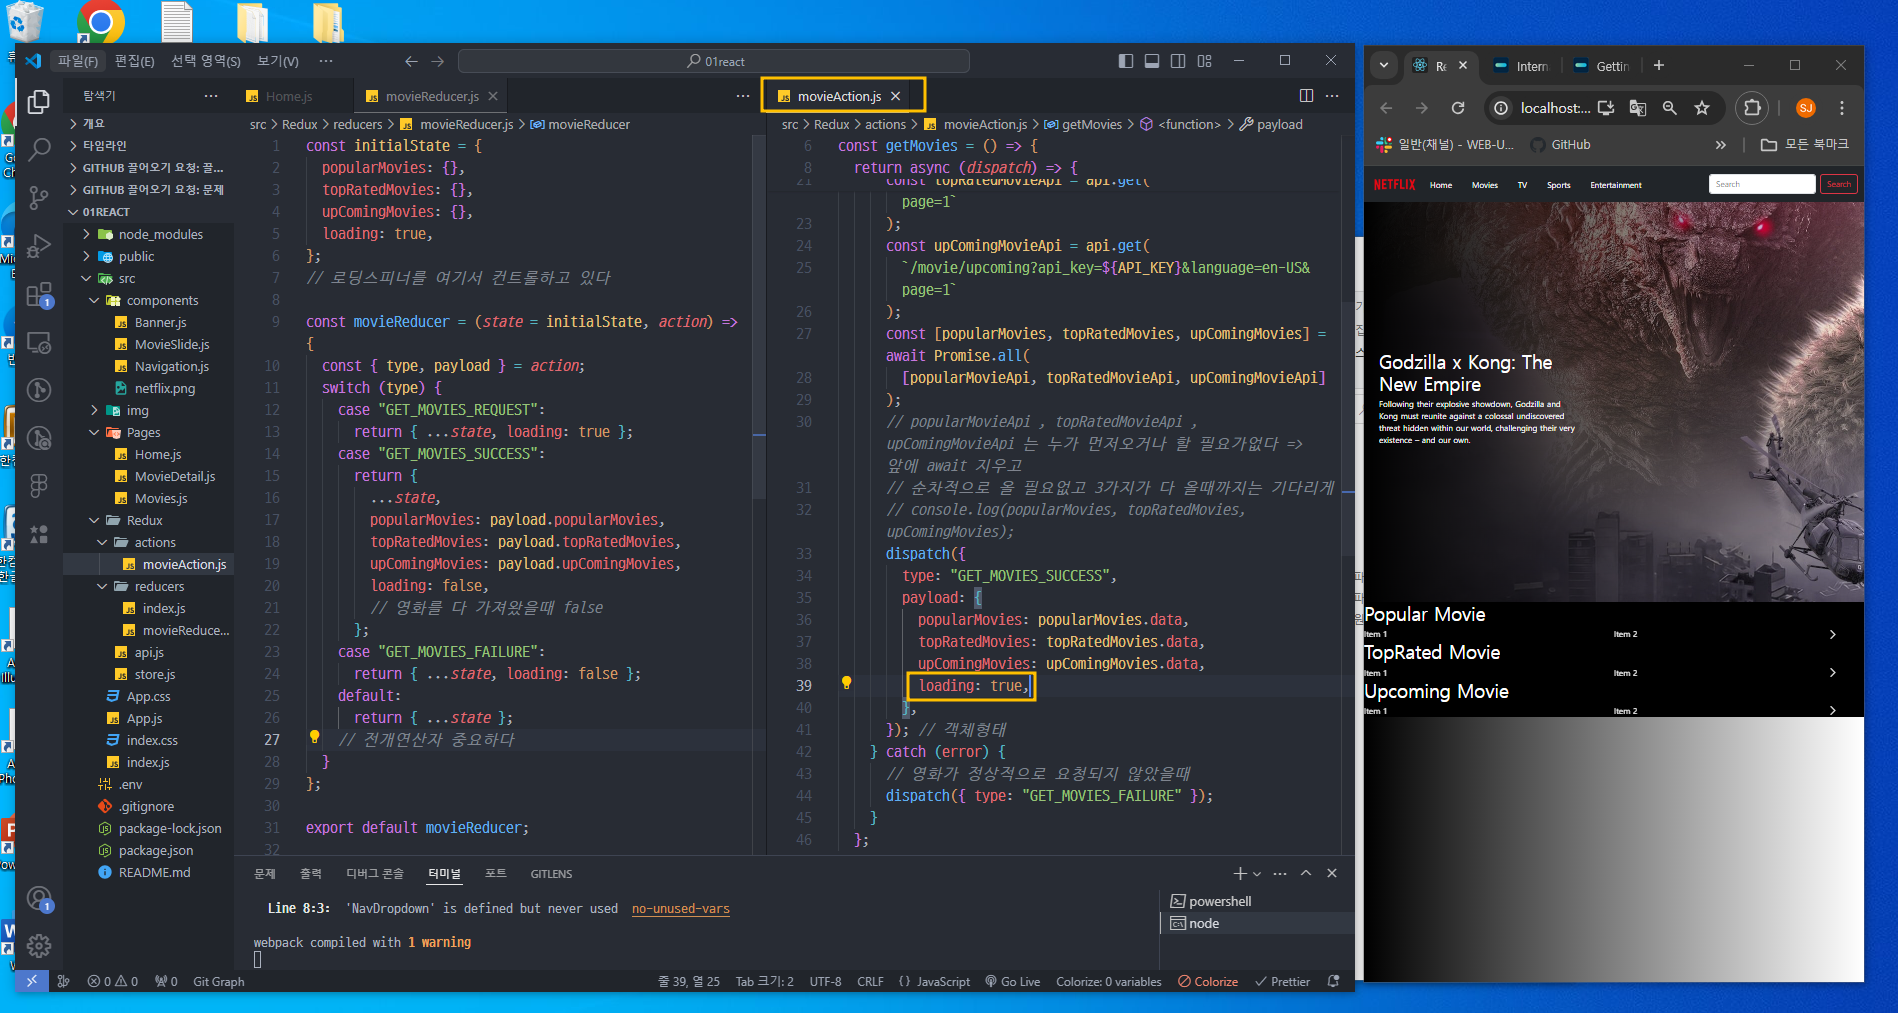 파일(F) 편집(E) 선택 영역(S) 보기(V) ··· 01react
탐색기 ···
개요
타임라인
GITHUB 끌어오기 요청: 끌...
GITHUB 끌어오기 요청: 문제
01REACT
node_modules
public
src
components
Banner.js
MovieSlide.js
Navigation.js
netflix.png
img
Pages
Home.js
MovieDetail.js
Movies.js
Redux
actions
movieAction.js
reducers
index.js
movieReduce...
api.js
store.js
App.css
App.js
index.css
index.js
.env
.gitignore
package-lock.json
package.json
README.md
Home.js movieReducer.js ···
src > Redux > reducers > movieReducer.js > movieReducer
1 const initialState = {
2 popularMovies: {},
3 topRatedMovies: {},
4 upComingMovies: {},
5 loading: true,
6 };
7 // 로딩스피너를 여기서 컨트롤하고 있다
8
9 const movieReducer = (state = initialState, action) =>
{
10 const { type, payload } = action;
11 switch (type) {
12 case "GET_MOVIES_REQUEST":
13 return { ...state, loading: true };
14 case "GET_MOVIES_SUCCESS":
15 return {
16 ...state,
17 popularMovies: payload.popularMovies,
18 topRatedMovies: payload.topRatedMovies,
19 upComingMovies: payload.upComingMovies,
20 loading: false,
21 // 영화를 다 가져왔을때 false
22 };
23 case "GET_MOVIES_FAILURE":
24 return { ...state, loading: false };
25 default:
26 return { ...state };
27 // 전개연산자 중요하다
28 }
29 };
30
31 export default movieReducer;
32
movieAction.js ···
src > Redux > actions > movieAction.js > getMovies > <function> > payload
6 const getMovies = () => {
8 return async (dispatch) => {
21 const topRatedMovieApi = api.get(
page=1`
23 );
24 const upComingMovieApi = api.get(
25 `/movie/upcoming?api_key=${API_KEY}&language=en-US&
page=1`
26 );
27 const [popularMovies, topRatedMovies, upComingMovies] =
await Promise.all(
28 [popularMovieApi, topRatedMovieApi, upComingMovieApi]
29 );
30 // popularMovieApi , topRatedMovieApi ,
upComingMovieApi 는 누가 먼저오거나 할 필요가없다 =>
앞에 await 지우고
31 // 순차적으로 올 필요없고 3가지가 다 올때까지는 기다리게
32 // console.log(popularMovies, topRatedMovies,
upComingMovies);
33 dispatch({
34 type: "GET_MOVIES_SUCCESS",
35 payload: {
36 popularMovies: popularMovies.data,
37 topRatedMovies: topRatedMovies.data,
38 upComingMovies: upComingMovies.data,
39 loading: true,
40 },
41 }); // 객체형태
42 } catch (error) {
43 // 영화가 정상적으로 요청되지 않았을때
44 dispatch({ type: "GET_MOVIES_FAILURE" });
45 }
46 };
문제 출력 디버그 콘솔 터미널 포트 GITLENS
Line 8:3: 'NavDropdown' is defined but never used no-unused-vars
webpack compiled with 1 warning
powershell
node
0 0 0 Git Graph 줄 39, 열 25 Tab 크기: 2 UTF-8 CRLF {} JavaScript Go Live Colorize: 0 variables Colorize Prettier
Re Intern Gettin
localhost:... SJ
일반(채널) - WEB-U... GitHub 모든 북마크
NETFLIX Home Movies TV Sports Entertainment Search Search
Godzilla x Kong: The
New Empire
Following their explosive showdown, Godzilla and
Kong must reunite against a colossal undiscovered
threat hidden within our world, challenging their very
existence – and our own.
Popular Movie
Item 1 Item 2
TopRated Movie
Item 1 Item 2
Upcoming Movie
Item 1 Item 2